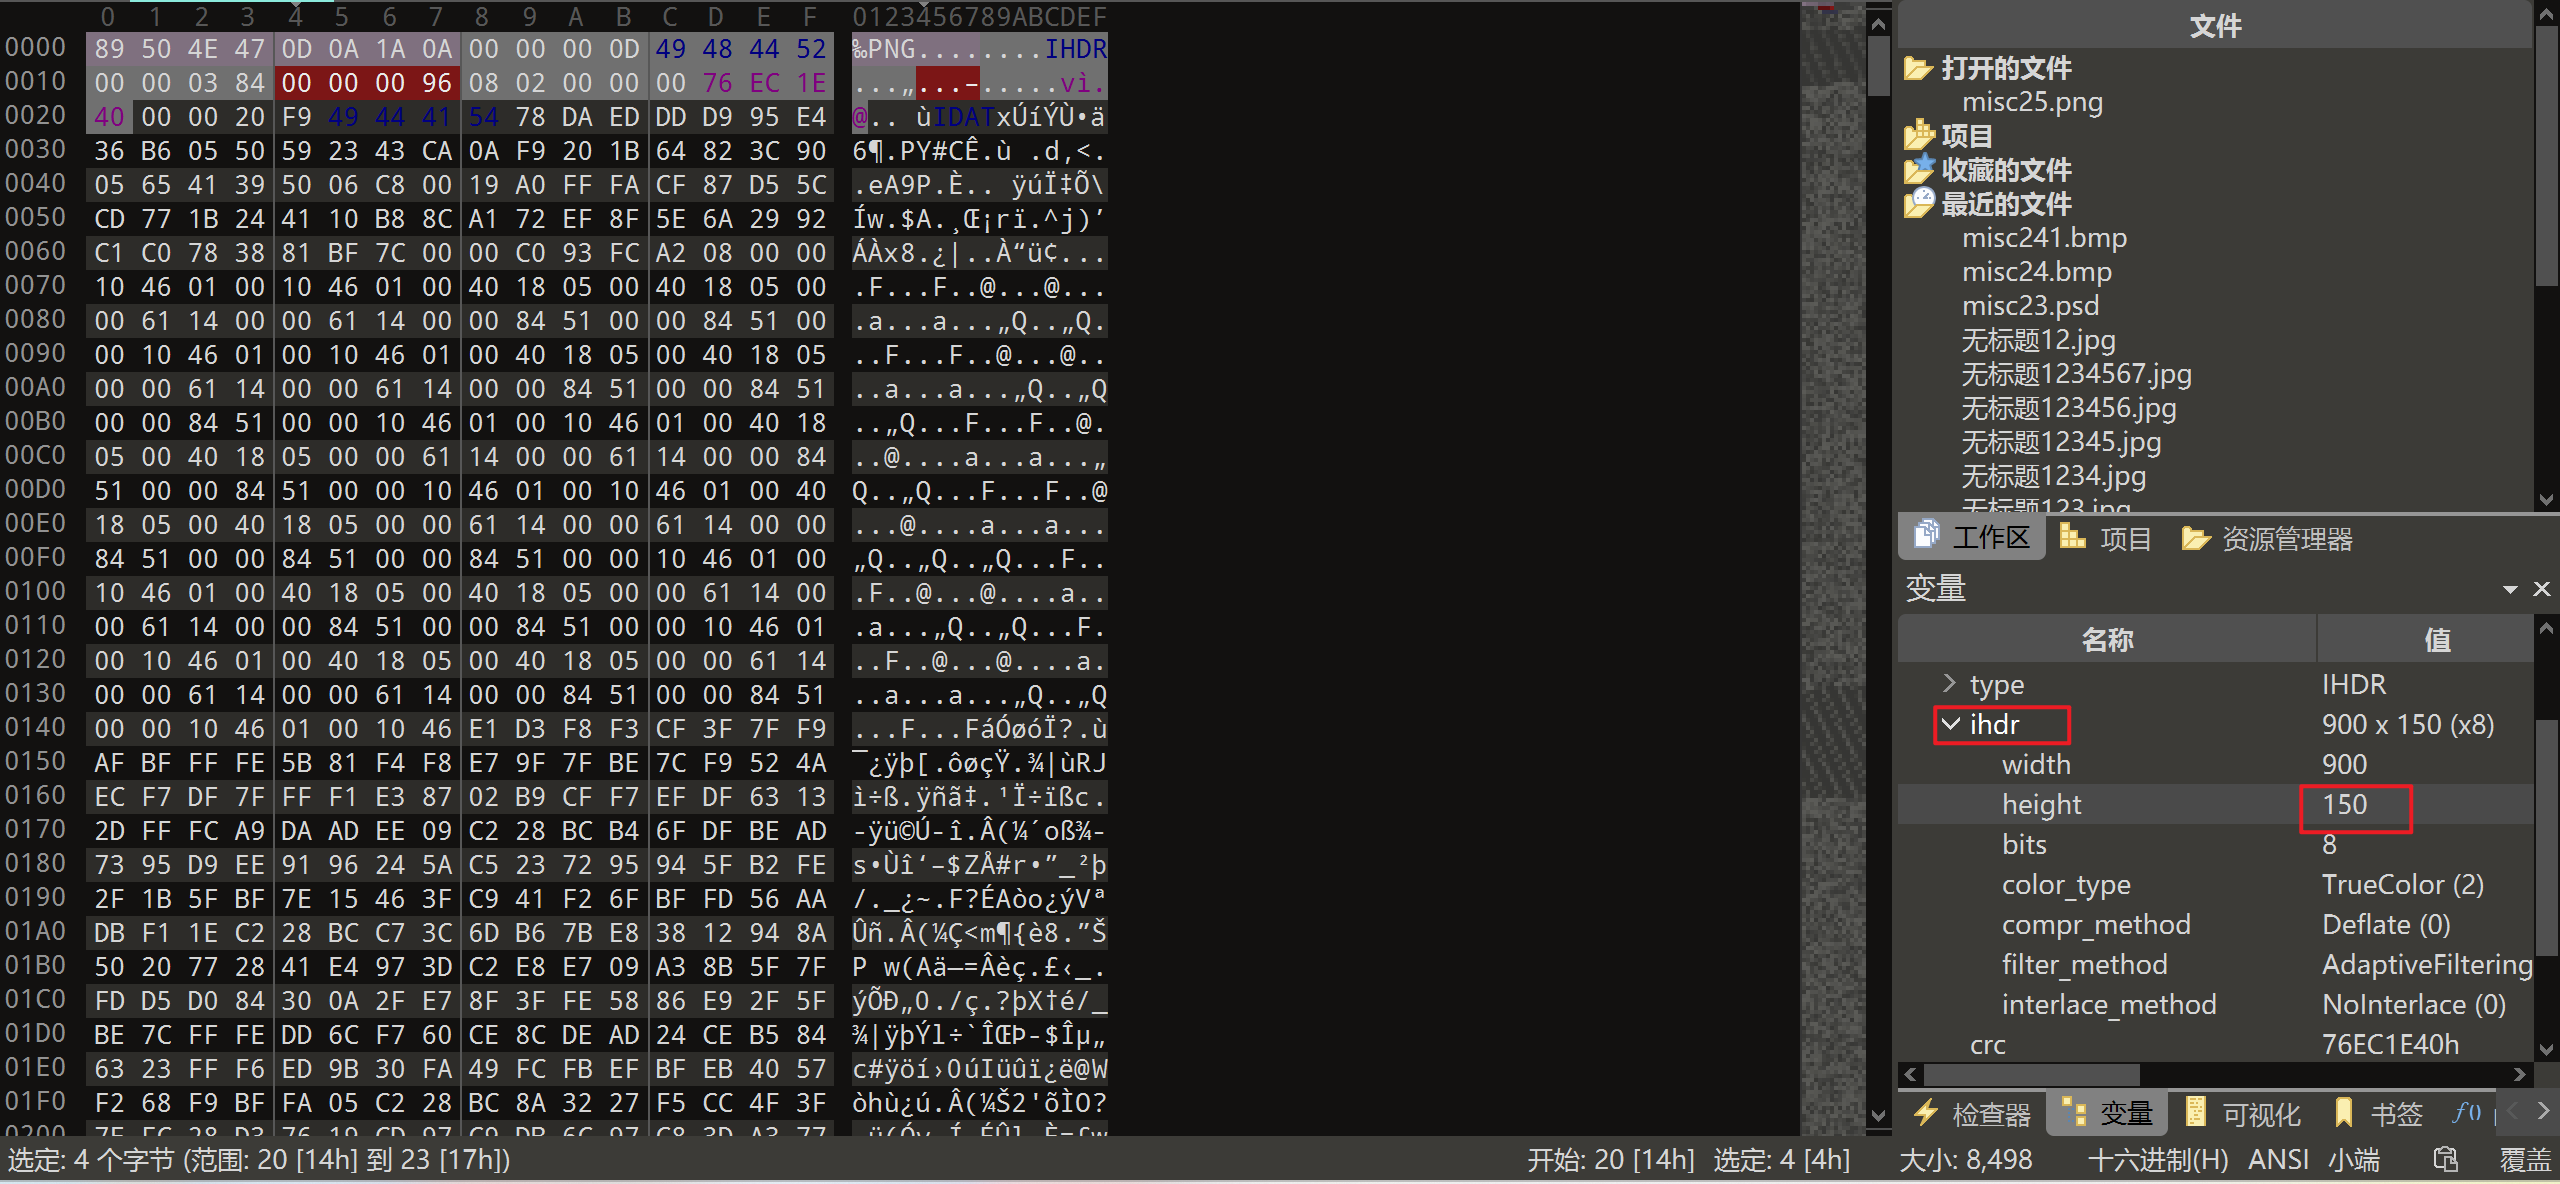 0 1 2 3 4 5 6 7 8 9 A B C D E F 0123456789ABCDEF
0000 89 50 4E 47 0D 0A 1A 0A 00 00 00 0D 49 48 44 52 ‰PNG........IHDR
0010 00 00 03 84 00 00 00 96 08 02 00 00 00 76 EC 1E ...„...–.....vì.
0020 40 00 00 20 F9 49 44 41 54 78 DA ED DD D9 95 E4 @.. ùIDATxÚíÝÙ•ä
0030 36 B6 05 50 59 23 43 CA 0A F9 20 1B 64 82 3C 90 6¶.PY#CÊ.ù .d‚<.
0040 05 65 41 39 50 06 C8 00 19 A0 FF FA CF 87 D5 5C .eA9P.È.. ÿúÏ‡Õ\
0050 CD 77 1B 24 41 10 B8 8C A1 72 EF 8F 5E 6A 29 92 Íw.$A.¸Œ¡rï.^j)’
0060 C1 C0 78 38 81 BF 7C 00 00 C0 93 FC A2 08 00 00 ÁÀx8.¿|..À“ü¢...
0070 10 46 01 00 10 46 01 00 40 18 05 00 40 18 05 00 .F...F..@...@...
0080 00 61 14 00 00 61 14 00 00 84 51 00 00 84 51 00 .a...a...„Q..„Q.
0090 00 10 46 01 00 10 46 01 00 40 18 05 00 40 18 05 ..F...F..@...@..
00A0 00 00 61 14 00 00 61 14 00 00 84 51 00 00 84 51 ..a...a...„Q..„Q
00B0 00 00 84 51 00 00 10 46 01 00 10 46 01 00 40 18 ..„Q...F...F..@.
00C0 05 00 40 18 05 00 00 61 14 00 00 61 14 00 00 84 ..@....a...a...„
00D0 51 00 00 84 51 00 00 10 46 01 00 10 46 01 00 40 Q..„Q...F...F..@
00E0 18 05 00 40 18 05 00 00 61 14 00 00 61 14 00 00 ...@....a...a...
00F0 84 51 00 00 84 51 00 00 84 51 00 00 10 46 01 00 „Q..„Q..„Q...F..
0100 10 46 01 00 40 18 05 00 40 18 05 00 00 61 14 00 .F..@...@....a..
0110 00 61 14 00 00 84 51 00 00 84 51 00 00 10 46 01 .a...„Q..„Q...F.
0120 00 10 46 01 00 40 18 05 00 40 18 05 00 00 61 14 ..F..@...@....a.
0130 00 00 61 14 00 00 61 14 00 00 84 51 00 00 84 51 ..a...a...„Q..„Q
0140 00 00 10 46 01 00 10 46 E1 D3 F8 F3 CF 3F 7F F9 ...F...FáÓøóÏ?.ù
0150 AF BF FF FE 5B 81 F4 F8 E7 9F 7F BE 7C F9 52 4A ¯¿ÿþ[.ôøçŸ.¾|ùRJ
0160 EC F7 DF 7F FF F1 E3 87 02 B9 CF F7 EF DF 63 13 ì÷ß.ÿñã‡.¹Ï÷ïßc.
0170 2D FF FC A9 DA AD EE 09 C2 28 BC B4 6F DF BE AD -ÿü©Ú-î.Â(¼´oß¾-
0180 73 95 D9 EE 91 96 24 5A C5 23 72 95 94 5F B2 FE s•Ùî‘–$ZÅ#r•”_²þ
0190 2F 1B 5F BF 7E 15 46 3F C9 41 F2 6F BF FD 56 AA /._¿~.F?ÉAòo¿ýVª
01A0 DB F1 1E C2 28 BC C7 3C 6D B6 7B E8 38 12 94 8A Ûñ.Â(¼Ç<m¶{è8.”Š
01B0 50 20 77 28 41 E4 97 3D C2 E8 E7 09 A3 8B 5F 7F P w(Aä—=Âèç.£‹_.
01C0 FD D5 D0 84 30 0A 2F E7 8F 3F FE 58 86 E9 2F 5F ýÕÐ„0./ç.?þX†é/_
01D0 BE 7C FF FE DD 6C F7 60 CE 8C DE AD 24 CE B5 84 ¾|ÿþÝl÷`ÎŒÞ-$Îµ„
01E0 63 23 FF F6 ED 9B 30 FA 49 FC FB EF BF EB 40 57 c#ÿöí›0úIüûï¿ë@W
01F0 F2 68 F9 BF FA 05 C2 28 BC 8A 32 27 F5 CC 4F 3F òhù¿ú.Â(¼Š2'õÌO?
选定: 4 个字节 (范围: 20 [14h] 到 23 [17h]) 开始: 20 [14h] 选定: 4 [4h] 大小: 8,498 十六进制(H) ANSI 小端 覆盖
文件
打开的文件
misc25.png
项目
收藏的文件
最近的文件
misc241.bmp
misc24.bmp
misc23.psd
无标题12.jpg
无标题1234567.jpg
无标题123456.jpg
无标题12345.jpg
无标题1234.jpg
无标题123.jpg
工作区 项目 资源管理器
变量
名称 值
type IHDR
ihdr 900 x 150 (x8)
width 900
height 150
bits 8
color_type TrueColor (2)
compr_method Deflate (0)
filter_method AdaptiveFiltering
interlace_method NoInterlace (0)
crc 76EC1E40h
检查器 变量 可视化 书签